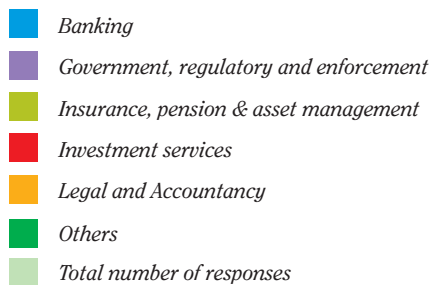 Banking
Government, regulatory and enforcement
Insurance, pension & asset management
Investment services
Legal and Accountancy
Others
Total number of responses